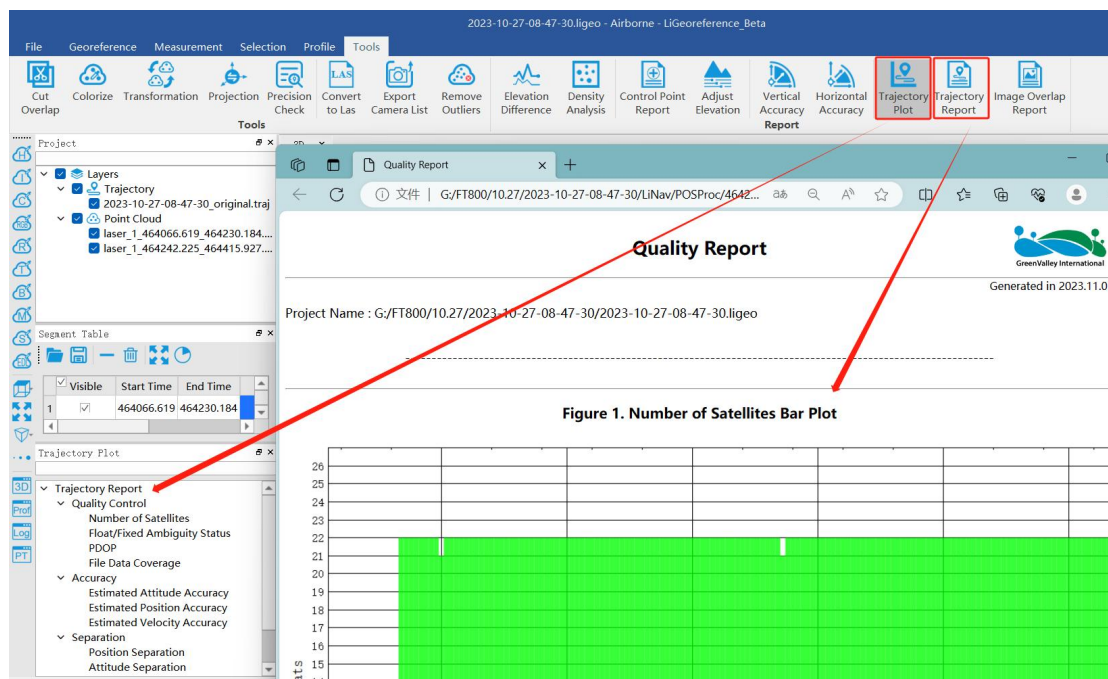 2023-10-27-08-47-30.ligeo - Airborne - LiGeoreference_Beta
File Georeference Measurement Selection Profile Tools
Cut Overlap
Colorize
Transformation
Projection
Precision Check
LAS
Convert to Las
Export Camera List
Remove Outliers
Elevation Difference
Density Analysis
Control Point Report
Adjust Elevation
Vertical Accuracy
Horizontal Accuracy
Trajectory Plot
Trajectory Report
Image Overlap Report
Tools
Report
Project
Layers
Trajectory
2023-10-27-08-47-30_original.traj
Point Cloud
laser_1_464066.619_464230.184....
laser_1_464242.225_464415.927....
Segment Table
Visible Start Time End Time
1 464066.619 464230.184
Trajectory Plot
Trajectory Report
Quality Control
Number of Satellites
Float/Fixed Ambiguity Status
PDOP
File Data Coverage
Accuracy
Estimated Attitude Accuracy
Estimated Position Accuracy
Estimated Velocity Accuracy
Separation
Position Separation
Attitude Separation
3D
Prof
Log
PT
Quality Report
文件 G:/FT800/10.27/2023-10-27-08-47-30/LiNav/POSProc/4642...
Quality Report
GreenValley International
Generated in 2023.11.0
Project Name : G:/FT800/10.27/2023-10-27-08-47-30/2023-10-27-08-47-30.ligeo
Figure 1. Number of Satellites Bar Plot
26
25
24
23
22
21
20
19
18
17
16
15